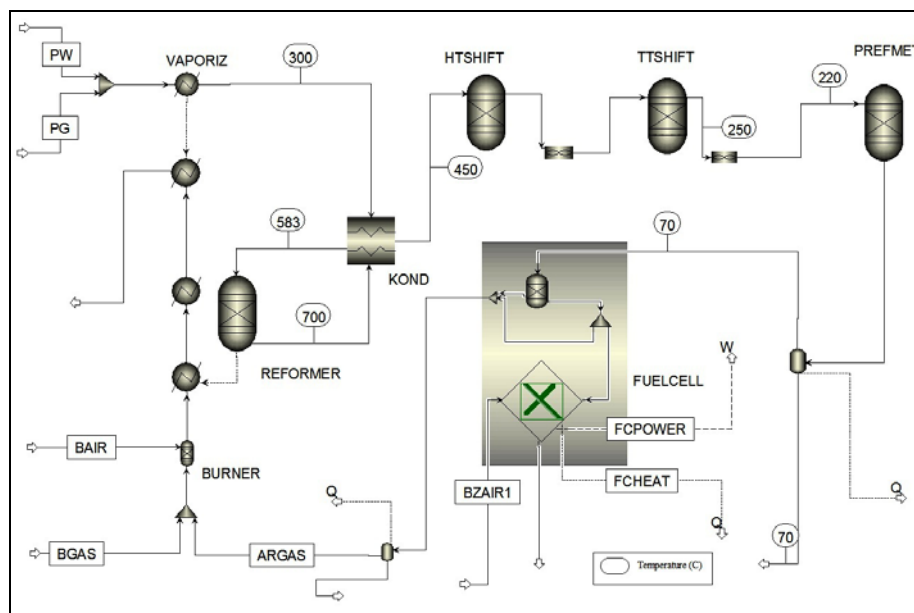 PW
VAPORIZ
300
HTSHIFT
TTSHIFT
PREFMET
220
PG
250
450
583
70
KOND
700
REFORMER
W
FUELCELL
BAIR
FCPOWER
BURNER
Q
BZAIR1
FCHEAT
Q
Q
BGAS
ARGAS
70
Temperature (C)